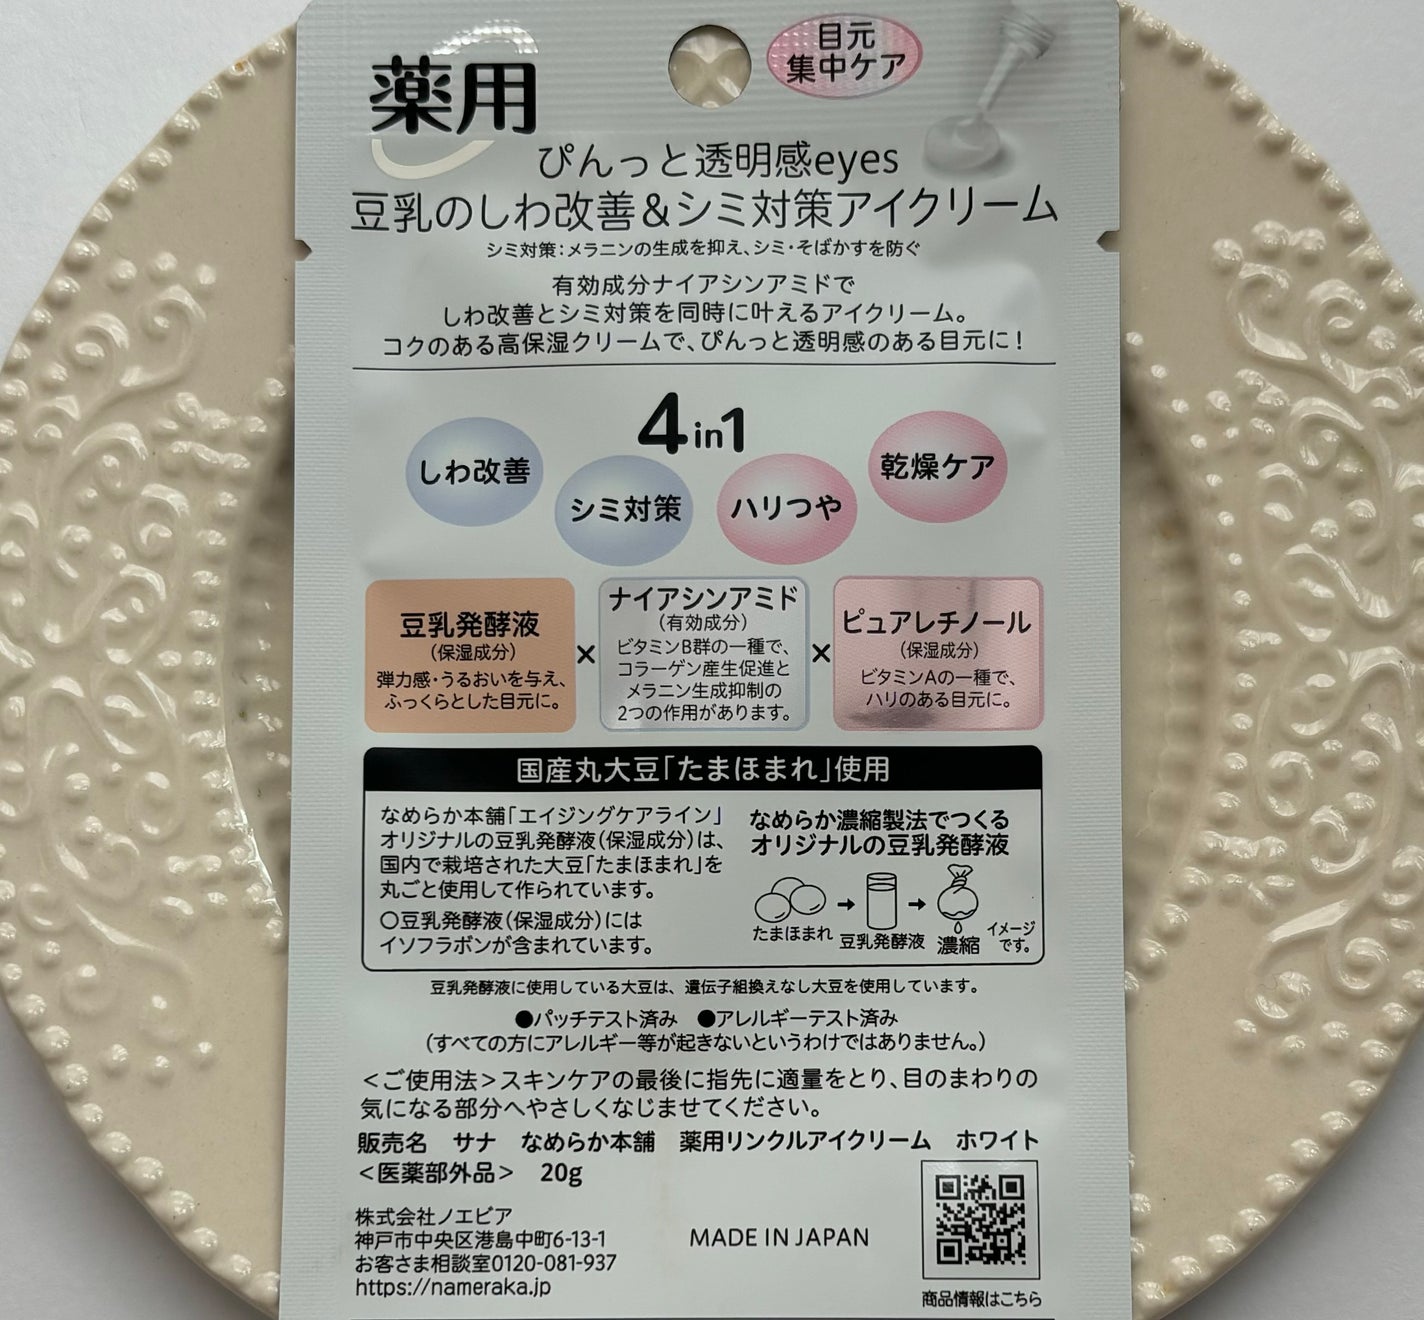 薬用
目元
集中ケア
ぴんっと透明感eyes
豆乳のしわ改善&シミ対策アイクリーム
シミ対策:メラニンの生成を抑え、シミ・そばかすを防ぐ
有効成分ナイアシンアミドで
しわ改善とシミ対策を同時に叶えるアイクリーム。
コクのある高保湿クリームで、ぴんっと透明感のある目元に!
4in1
しわ改善
シミ対策
ハリつや
乾燥ケア
豆乳発酵液
(保湿成分)
弾力感・うるおいを与え、
ふっくらとした目元に。
×
ナイアシンアミド
(有効成分)
ビタミンB群の一種で、
コラーゲン産生促進と
メラニン生成抑制の
2つの作用があります。
×
ピュアレチノール
(保湿成分)
ビタミンAの一種で、
ハリのある目元に。
国産丸大豆「たまほまれ」使用
なめらか本舗「エイジングケアライン」
オリジナルの豆乳発酵液(保湿成分)は、
国内で栽培された大豆「たまほまれ」を
丸ごと使用して作られています。
○豆乳発酵液(保湿成分)には
イソフラボンが含まれています。
なめらか濃縮製法でつくる
オリジナルの豆乳発酵液
たまほまれ
豆乳発酵液
濃縮
イメージ
です。
豆乳発酵液に使用している大豆は、遺伝子組換えなし大豆を使用しています。
●パッチテスト済み ●アレルギーテスト済み
(すべての方にアレルギー等が起きないというわけではありません。)
<ご使用法>スキンケアの最後に指先に適量をとり、目のまわりの
気になる部分へやさしくなじませてください。
販売名 サナ なめらか本舗 薬用リンクルアイクリーム ホワイト
<医薬部外品> 20g
株式会社ノエビア
神戸市中央区港島中町6-13-1
お客さま相談室0120-081-937
https://nameraka.jp
MADE IN JAPAN
商品情報はこちら